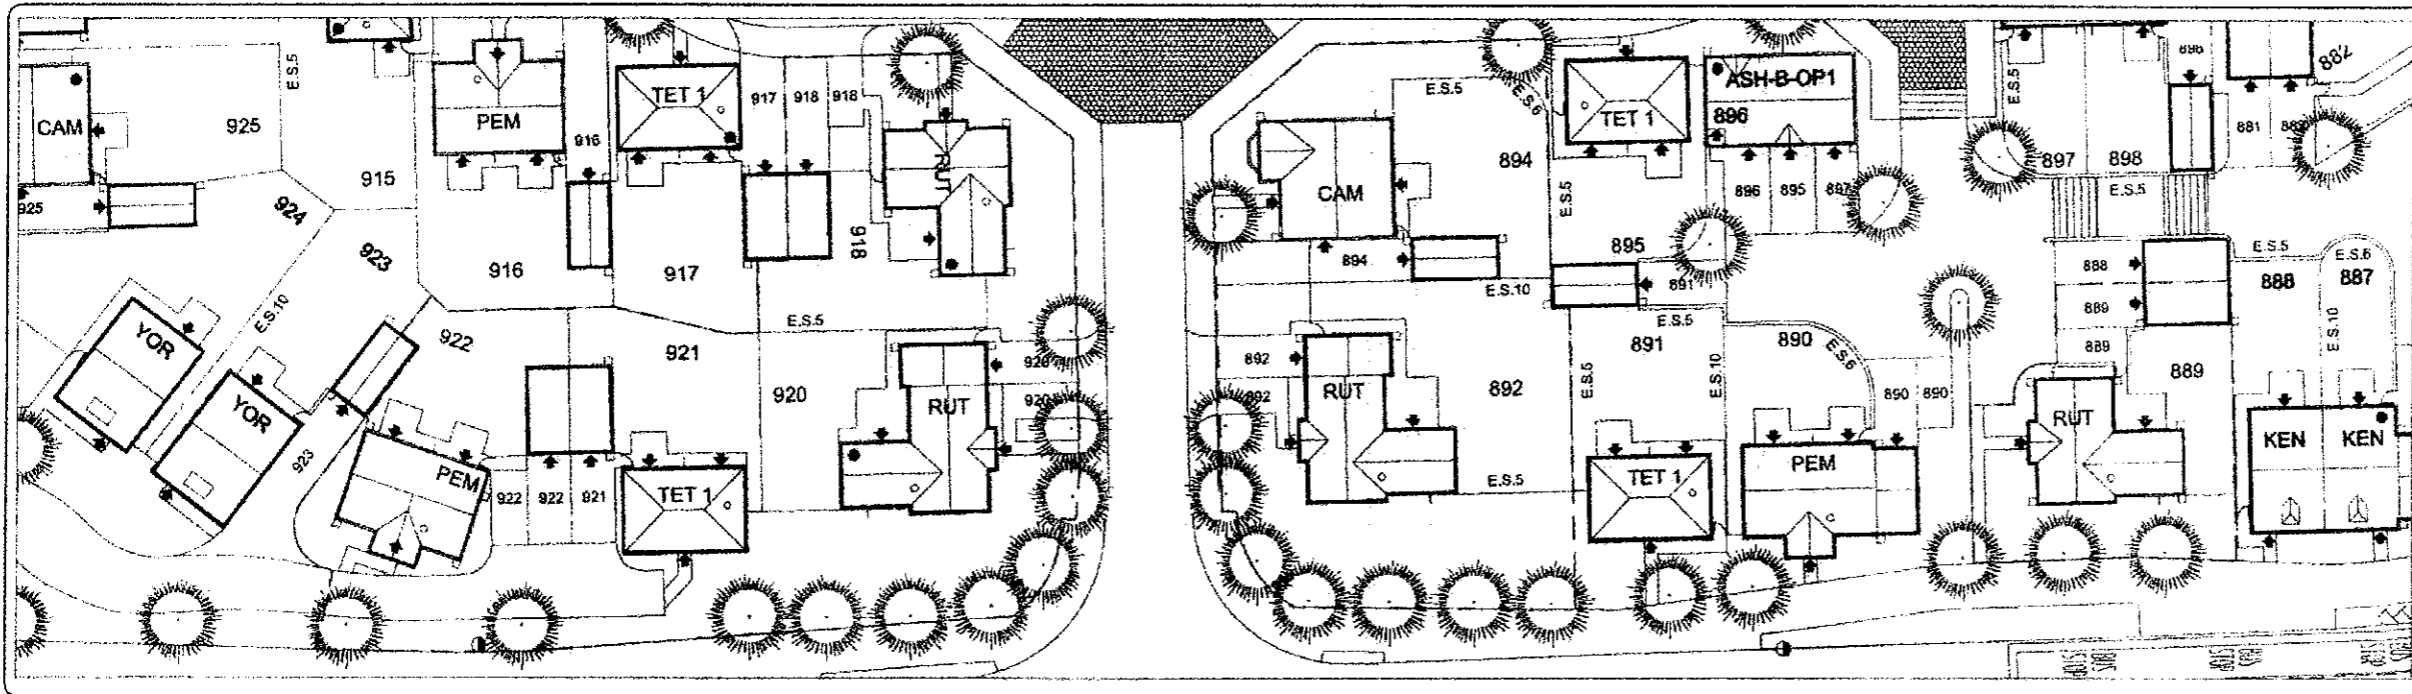 CAM
925
E.S.5
925
924
915
PEM
916
TET 1
917
918
918
RUT
916
917
918
923
E.S.10
YOR
YOR
923
922
PEM
922
922
921
TET 1
921
E.S.5
920
RUT
920
920
E.S.5
E.S.6
894
CAM
894
E.S.5
TET 1
ASH-B-OP1
896
896
895
897
895
E.S.10
891
E.S.5
892
892
RUT
892
E.S.5
E.S.5
891
E.S.10
TET 1
890
E.S.6
890
890
PEM
E.S.5
897
898
E.S.5
881
882
888
889
889
E.S.5
888
E.S.6
887
E.S.10
889
RUT
KEN
KEN